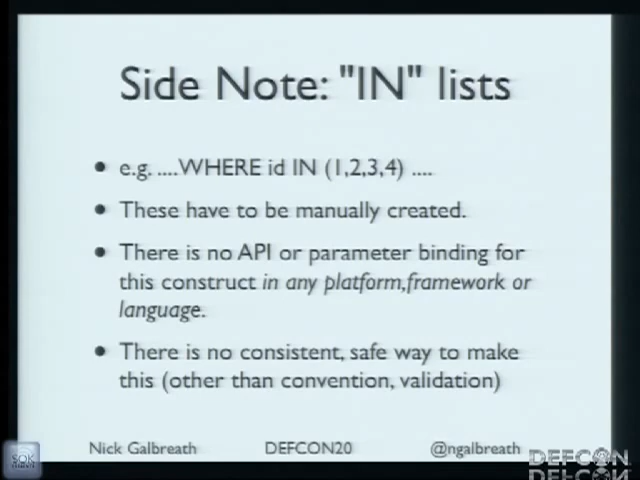 Side Note: "IN" lists
• e.g. ....WHERE id IN (1,2,3,4) ....
• These have to be manually created.
• There is no API or parameter binding for
this construct in any platform,framework or
language.
• There is no consistent, safe way to make
this (other than convention, validation)
Nick Galbreath DEFCON20 @ngalbreath
DEFCON
SOK